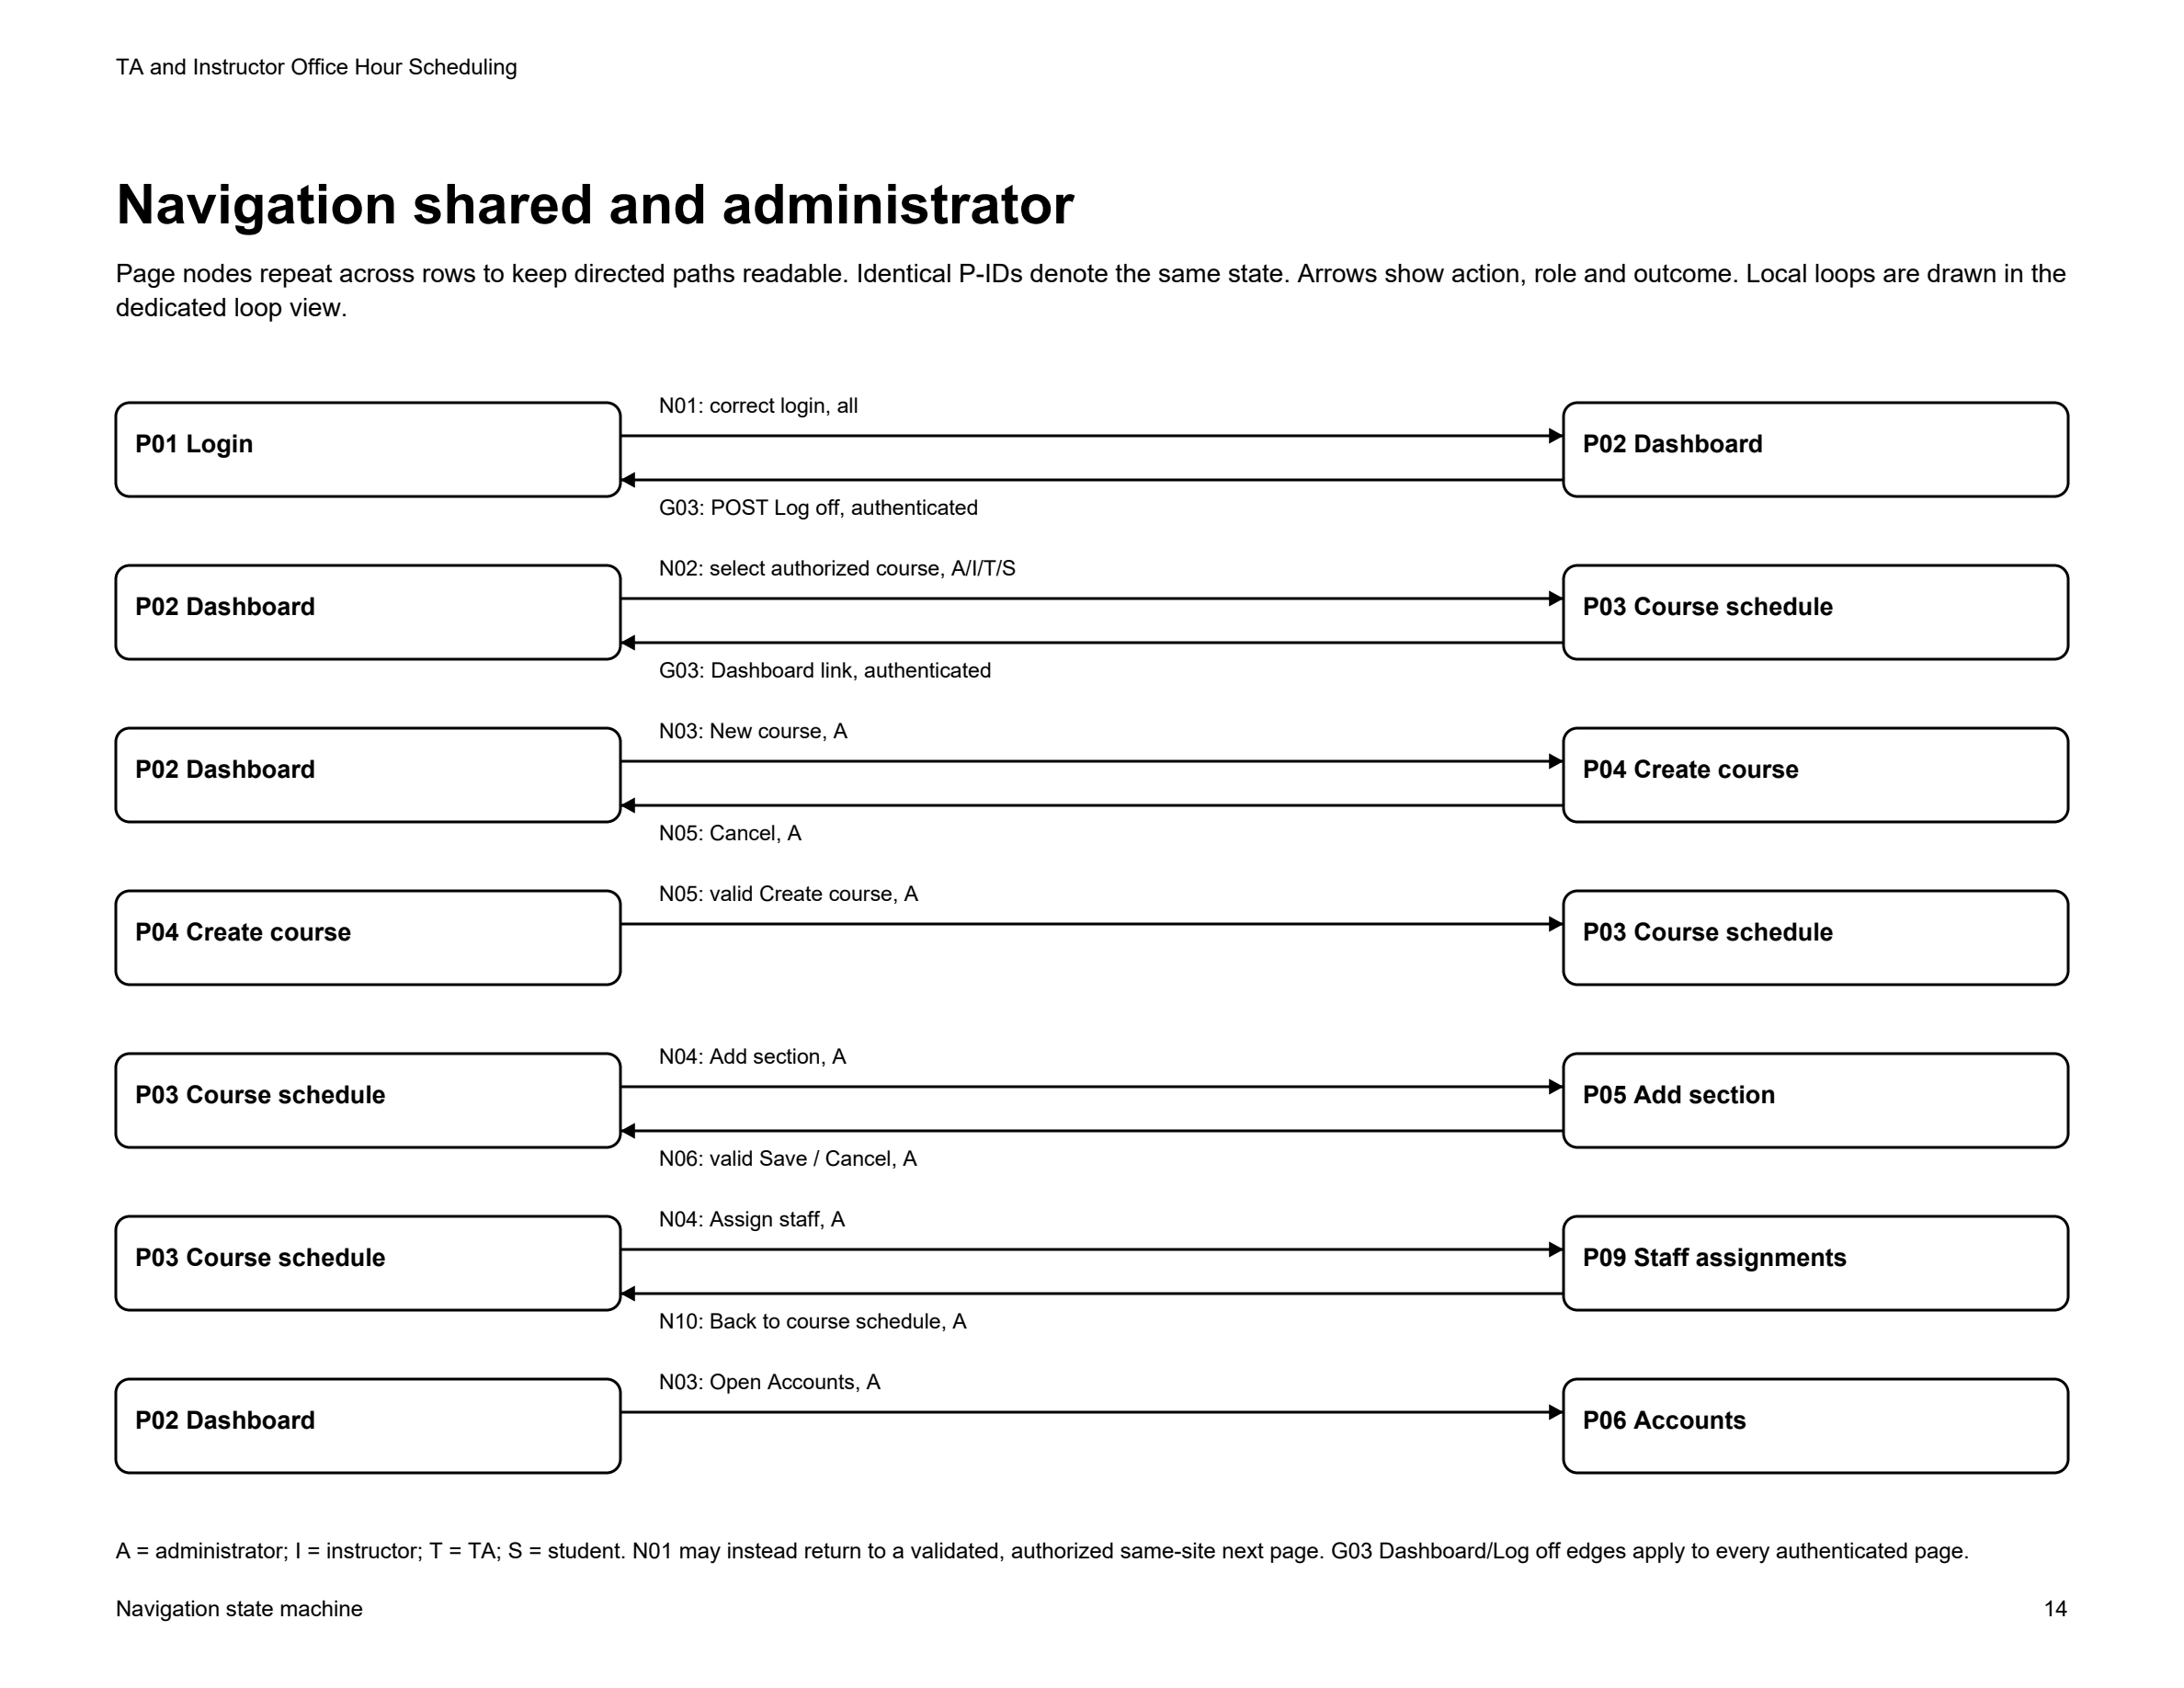 TA and Instructor Office Hour Scheduling
Navigation shared and administrator
Page nodes repeat across rows to keep directed paths readable. Identical P-IDs denote the same state. Arrows show action, role and outcome. Local loops are drawn in the
dedicated loop view.
N01: correct login, all
P01 Login
P02 Dashboard
G03: POST Log off, authenticated
N02: select authorized course, A/I/T/S
P02 Dashboard
P03 Course schedule
G03: Dashboard link, authenticated
N03: New course, A
P02 Dashboard
P04 Create course
N05: Cancel, A
N05: valid Create course, A
P04 Create course
P03 Course schedule
N04: Add section, A
P03 Course schedule
P05 Add section
N06: valid Save / Cancel, A
N04: Assign staff, A
P03 Course schedule
P09 Staff assignments
N10: Back to course schedule, A
N03: Open Accounts, A
P02 Dashboard
P06 Accounts
A = administrator; I = instructor; T = TA; S = student. N01 may instead return to a validated, authorized same-site next page. G03 Dashboard/Log off edges apply to every authenticated page.
Navigation state machine
14